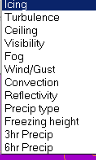 Icing
Turbulence
Ceiling
Visibility
Fog
Wind/Gust
Convection
Reflectivity
Precip type
Freezing height
3hr Precip
6hr Precip